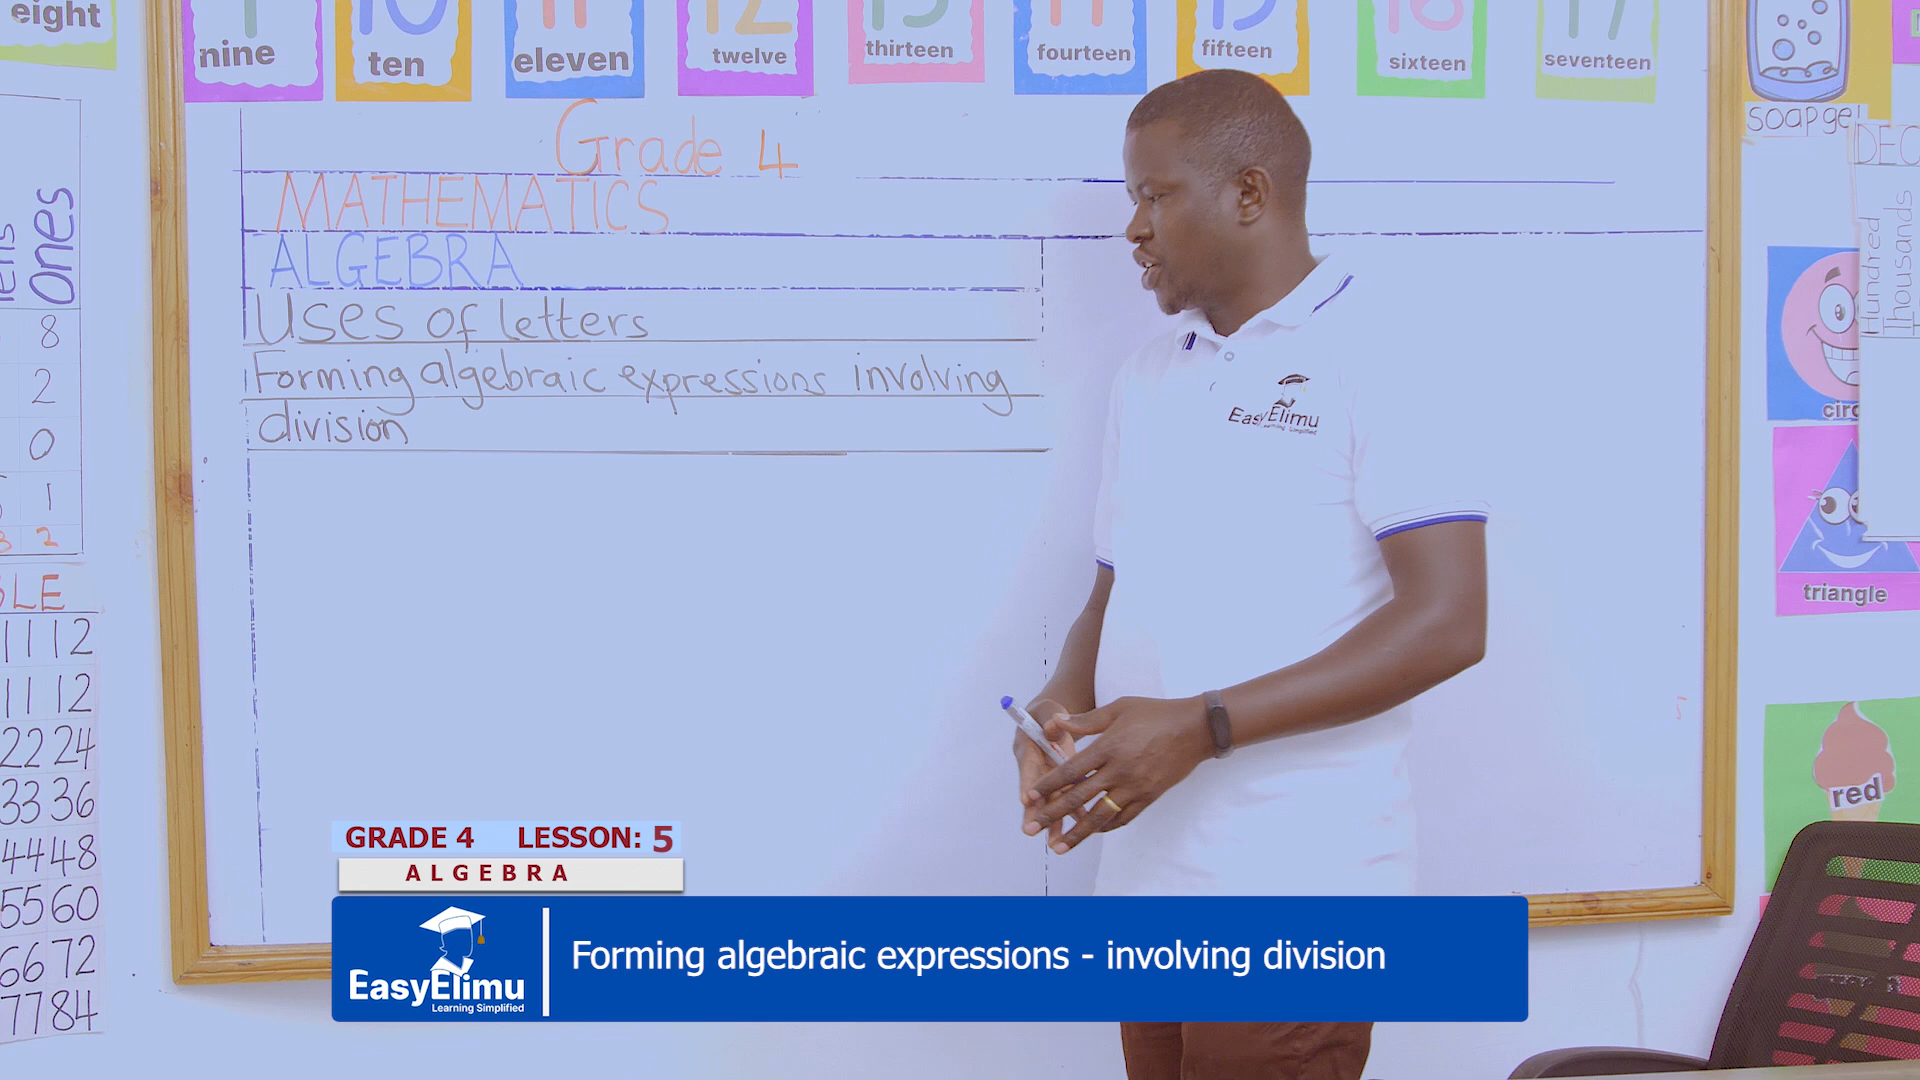 eight
nine
ten
eleven
twelve
thirteen
fourteen
fifteen
sixteen
seventeen
soap gel
Grade 4
MATHEMATICS
ALGEBRA
Uses of letters
Forming algebraic expressions involving
division
Ones
8
2
0
1
2
11 12
11 12
22 24
33 36
44 48
55 60
66 72
77 84
EasyElimu
Learning Simplified
Hundred
Thousands
triangle
red
GRADE 4 LESSON: 5
ALGEBRA
EasyElimu
Learning Simplified
Forming algebraic expressions - involving division